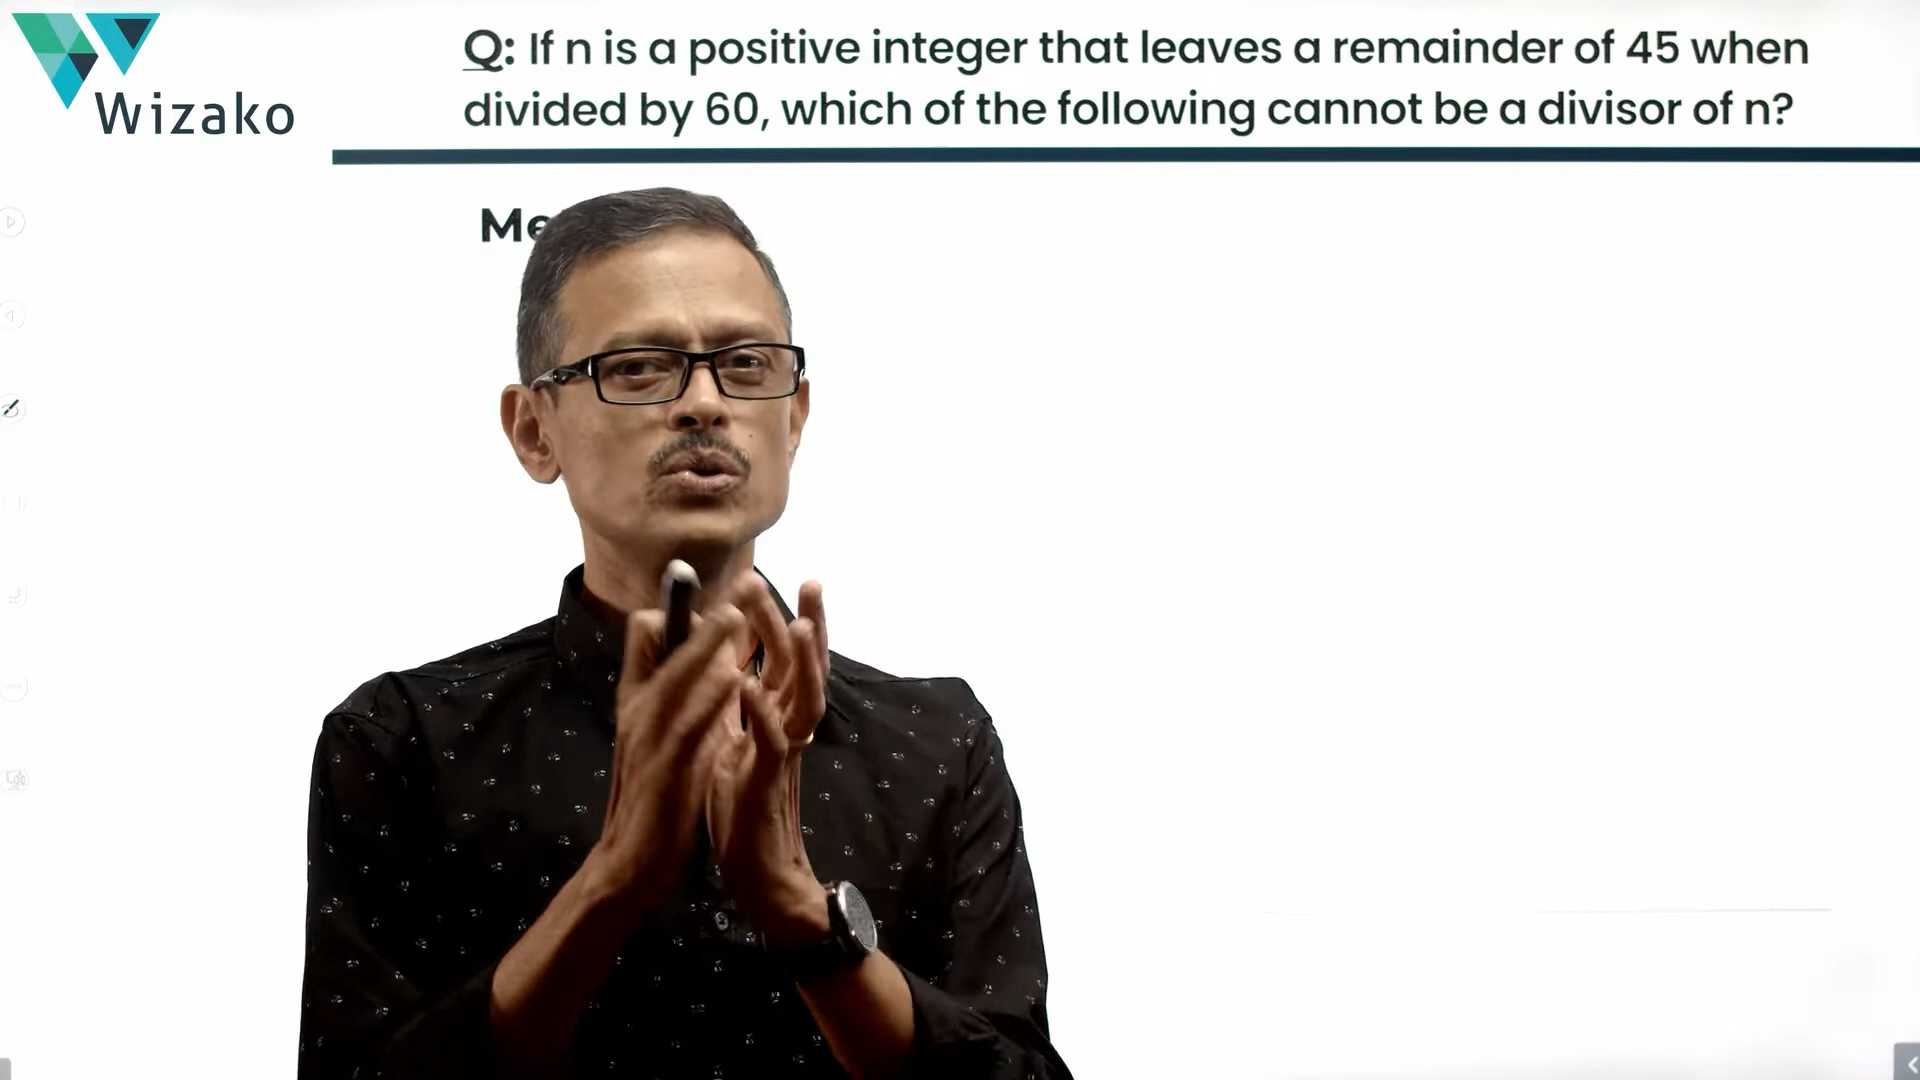 Wizako
Q: If n is a positive integer that leaves a remainder of 45 when
divided by 60, which of the following cannot be a divisor of n?